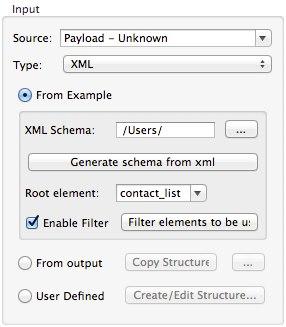 Input
Source: Payload – Unknown
Type: XML
From Example
XML Schema: /Users/ ...
Generate schema from xml
Root element: contact_list
Enable Filter Filter elements to be u
From output Copy Structure ...
User Defined Create/Edit Structure...